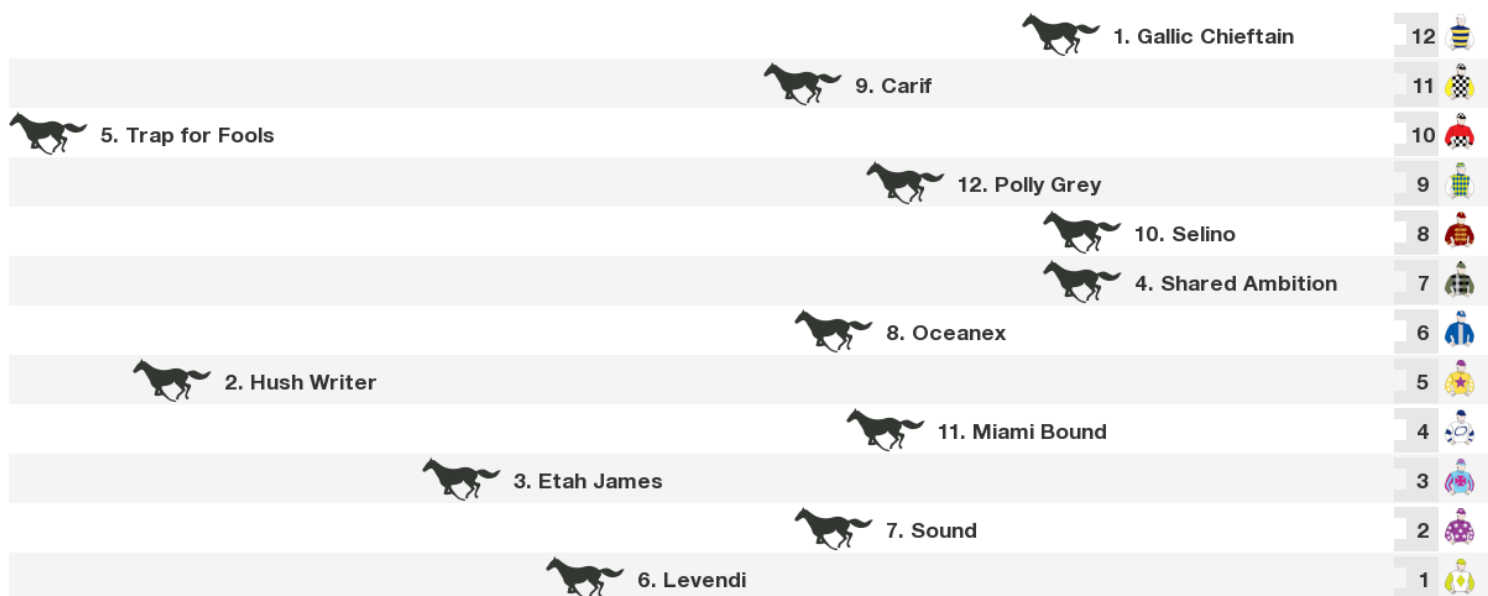 1. Gallic Chieftain 12
9. Carif 11
5. Trap for Fools 10
12. Polly Grey 9
10. Selino 8
4. Shared Ambition 7
8. Oceanex 6
2. Hush Writer 5
11. Miami Bound 4
3. Etah James 3
7. Sound 2
6. Levendi 1